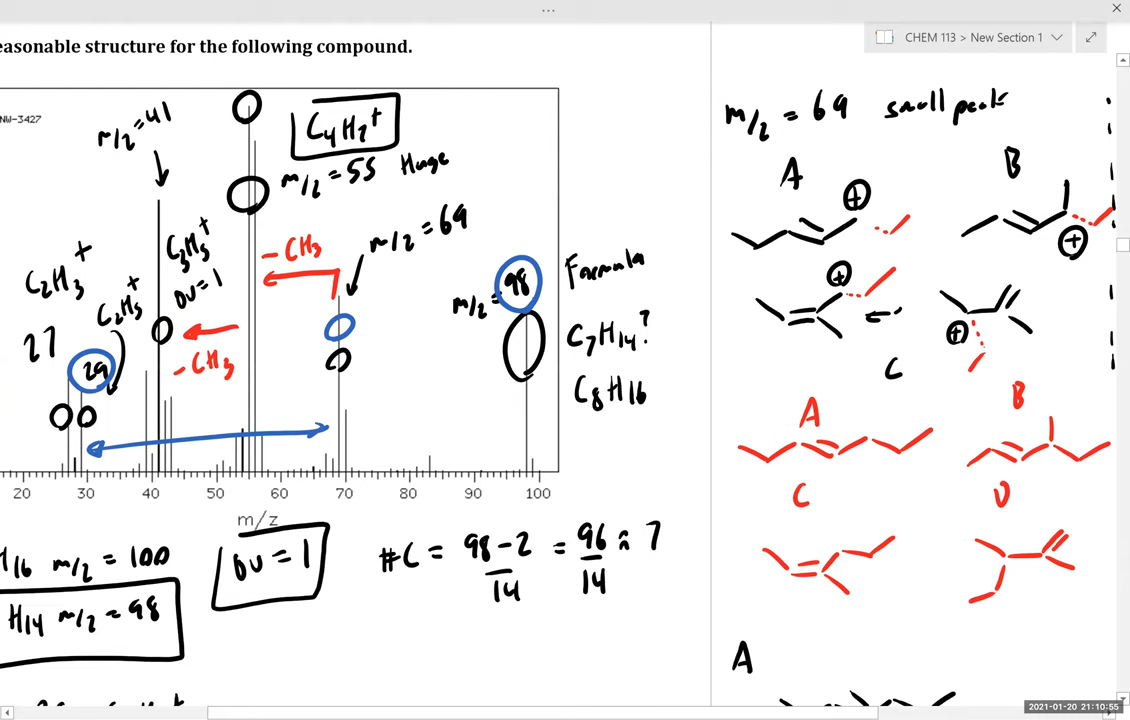 easonable structure for the following compound.
CHEM 113 > New Section 1
NW-3427
m/z = 41
C4H7+
m/z = 55 Huge
m/z = 69 small peak
A
B
C2H3+
C2H5+
C3H5+
DU = 1
- CH3
m/z = 69
m/z = 98
Formula
C7H14?
C8H16
27
29
- CH3
C
A
B
C
D
20 30 40 50 60 70 80 90 100
m/z
H16 m/z = 100
DU = 1
#C = 98 - 2 / 14 = 96 / 14 ≈ 7
H14 m/z = 98
A
2021-01-20 21:10:55